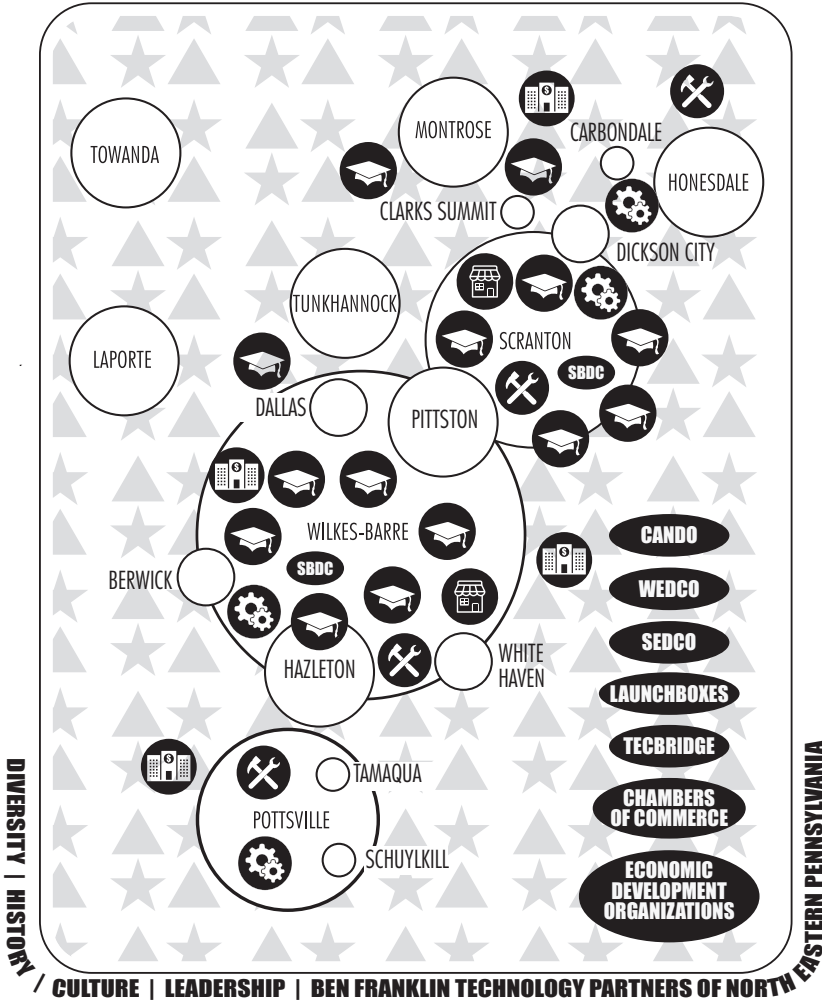 CARBONDALE
MONTROSE
TOWANDA
HONESDALE
CLARKS SUMMIT
DICKSON CITY
TUNKHANNOCK
SCRANTON
LAPORTE
SBDC
DALLAS
PITTSTON
WILKES-BARRE
CANDO
SBDC
BERWICK
WEDCO
SEDCO
WHITE
HAVEN
HAZLETON
LAUNCHBOXES
TECBRIDGE
TAMAQUA
CHAMBERS
OF COMMERCE
POTTSVILLE
SCHUYLKILL
ECONOMIC
DEVELOPMENT
ORGANIZATIONS
DIVERSITY | HISTORY / CULTURE | LEADERSHIP | BEN FRANKLIN TECHNOLOGY PARTNERS OF NORTH EASTERN PENNSYLVANIA